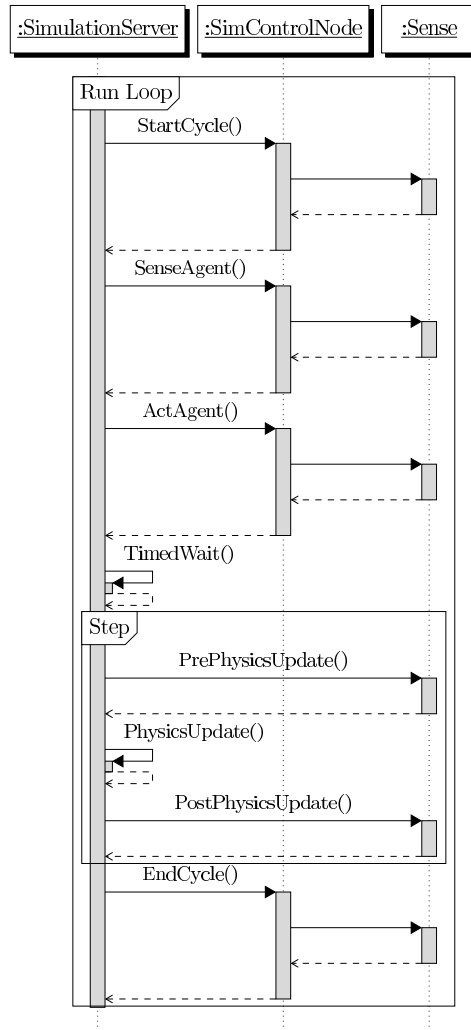 :SimulationServer :SimControlNode :Sense
Run Loop
StartCycle()
SenseAgent()
ActAgent()
TimedWait()
Step
PrePhysicsUpdate()
PhysicsUpdate()
PostPhysicsUpdate()
EndCycle()